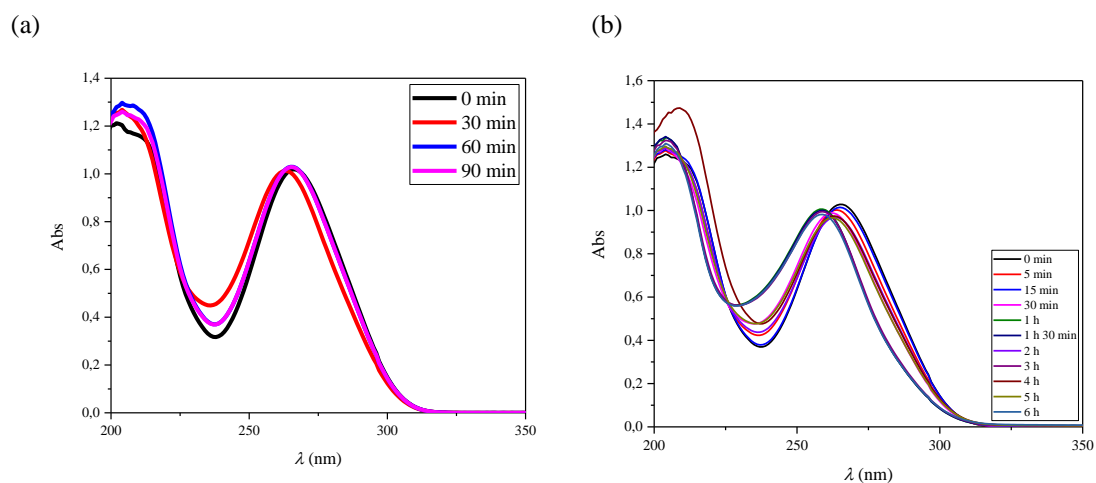 (a)
(b)
1,4
1,2
1,0
0,8
0,6
0,4
0,2
0,0
Abs
200
250
300
350
λ (nm)
0 min
30 min
60 min
90 min
1,6
1,4
1,2
1,0
0,8
0,6
0,4
0,2
0,0
Abs
200
250
300
350
λ (nm)
0 min
5 min
15 min
30 min
1 h
1 h 30 min
2 h
3 h
4 h
5 h
6 h